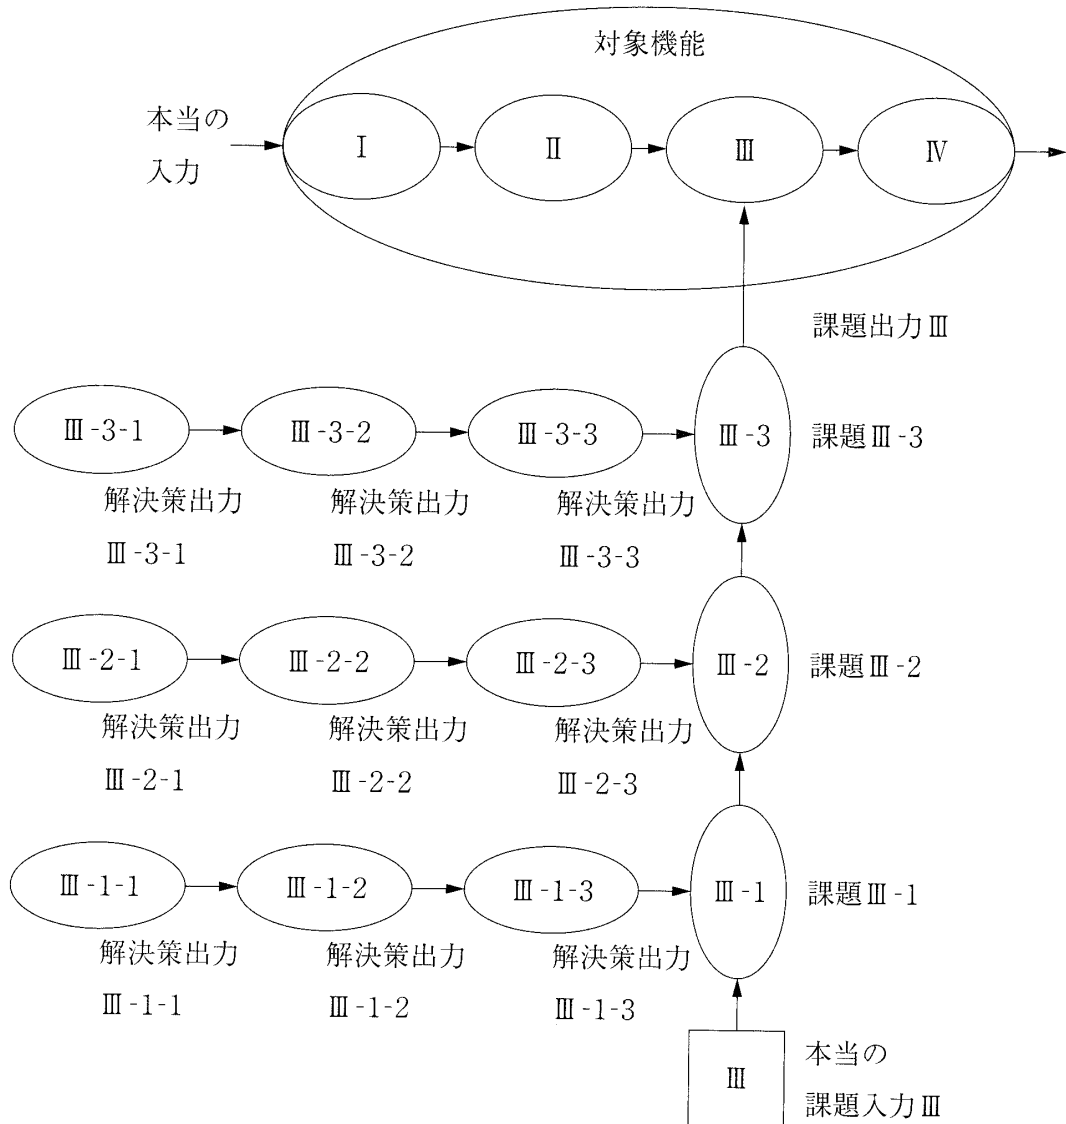 対象機能
本当の
入力
Ⅰ
Ⅱ
Ⅲ
Ⅳ
課題出力Ⅲ
Ⅲ-3-1
Ⅲ-3-2
Ⅲ-3-3
Ⅲ-3
課題Ⅲ-3
解決策出力
Ⅲ-3-1
解決策出力
Ⅲ-3-2
解決策出力
Ⅲ-3-3
Ⅲ-2-1
Ⅲ-2-2
Ⅲ-2-3
Ⅲ-2
課題Ⅲ-2
解決策出力
Ⅲ-2-1
解決策出力
Ⅲ-2-2
解決策出力
Ⅲ-2-3
Ⅲ-1-1
Ⅲ-1-2
Ⅲ-1-3
Ⅲ-1
課題Ⅲ-1
解決策出力
Ⅲ-1-1
解決策出力
Ⅲ-1-2
解決策出力
Ⅲ-1-3
Ⅲ
本当の
課題入力Ⅲ